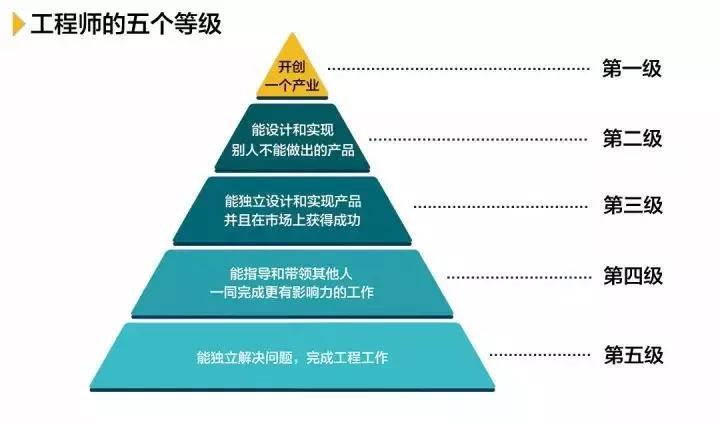 工程师的五个等级
开创
一个产业
第一级
能设计和实现
别人不能做出的产品
第二级
能独立设计和实现产品
并且在市场上获得成功
第三级
能指导和带领其他人
一同完成更有影响力的工作
第四级
能独立解决问题，完成工程工作
第五级